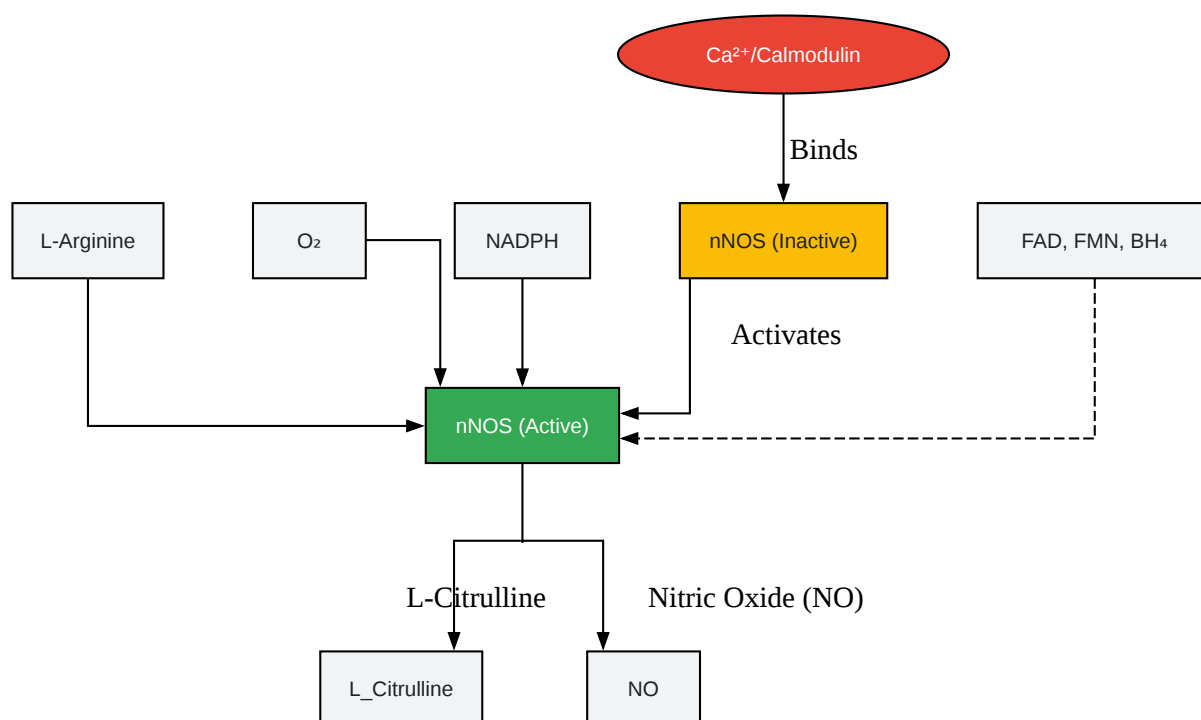 Ca²⁺/Calmodulin
Binds
L-Arginine
O₂
NADPH
nNOS (Inactive)
FAD, FMN, BH₄
Activates
nNOS (Active)
L-Citrulline
Nitric Oxide (NO)
L_Citrulline
NO